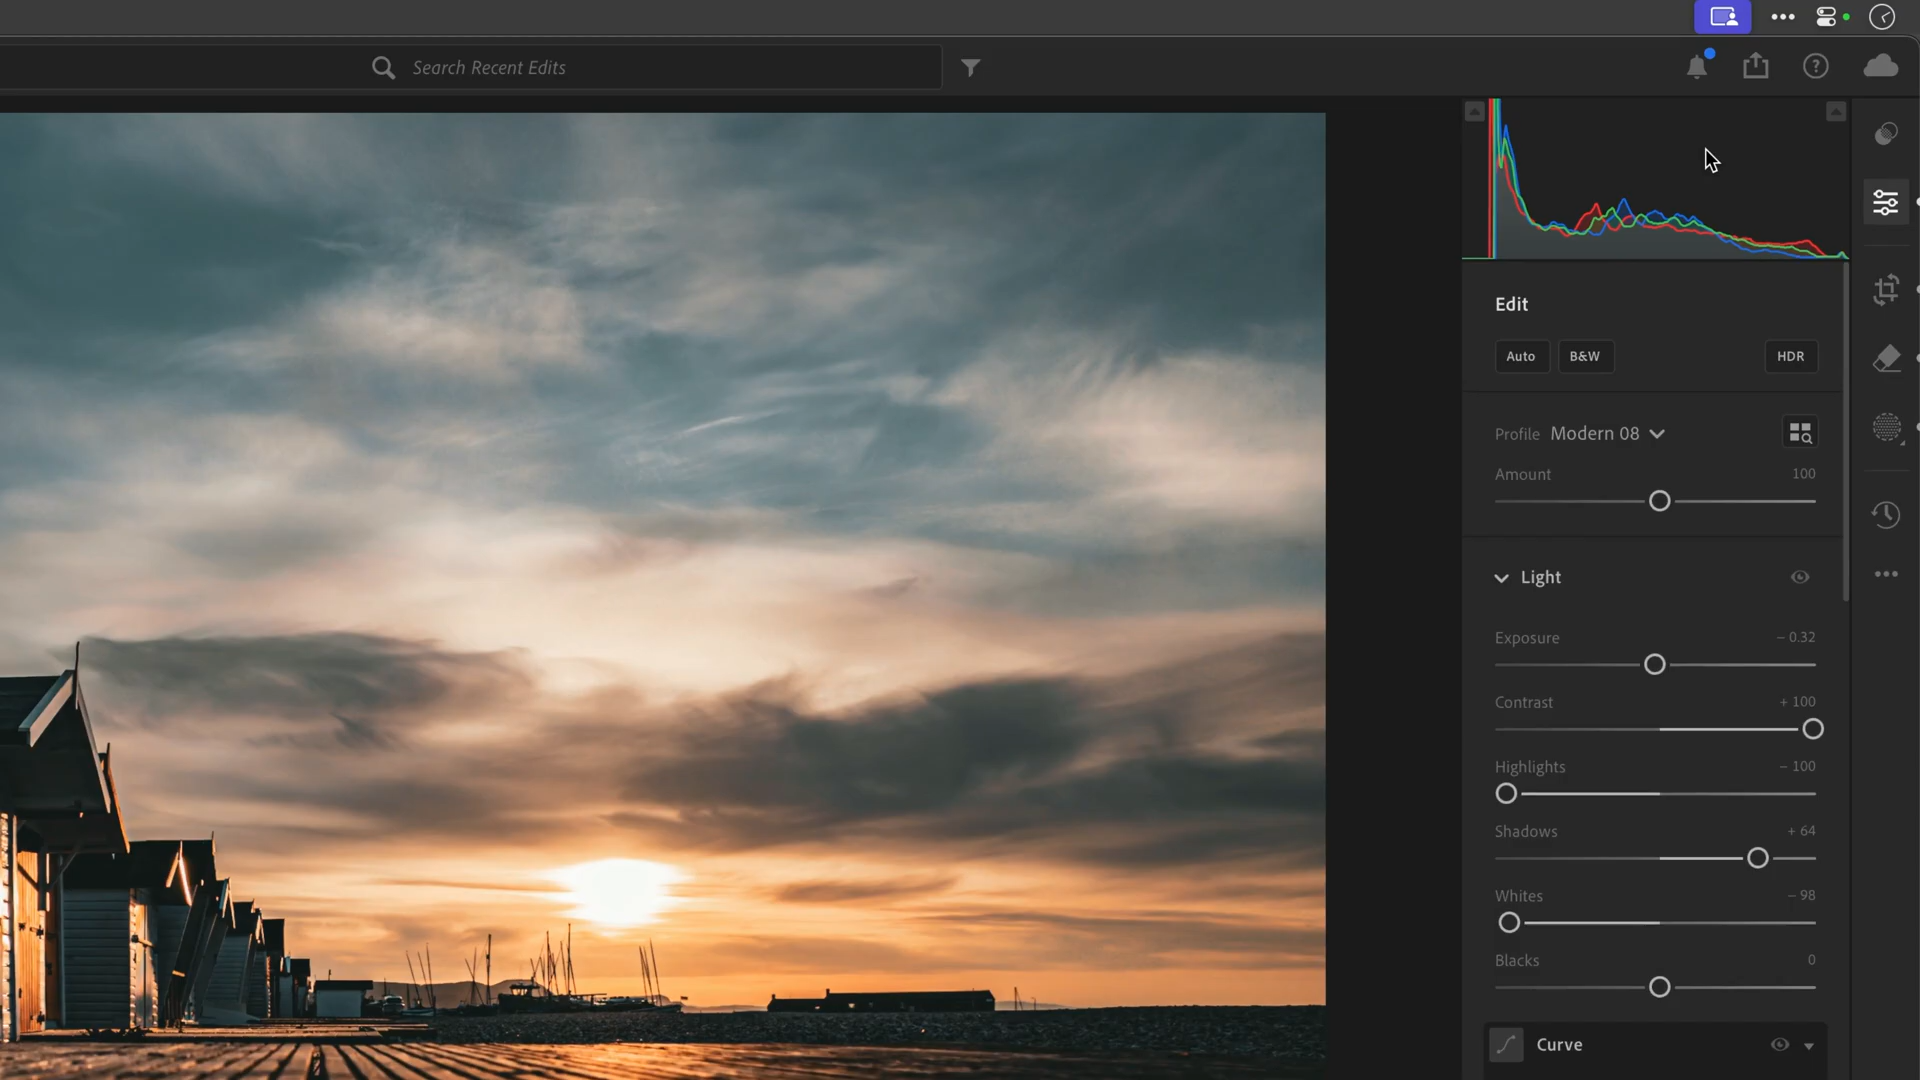 Search Recent Edits
Edit
Auto B&W HDR
Profile Modern 08
Amount 100
Light
Exposure – 0.32
Contrast + 100
Highlights – 100
Shadows + 64
Whites – 98
Blacks 0
Curve